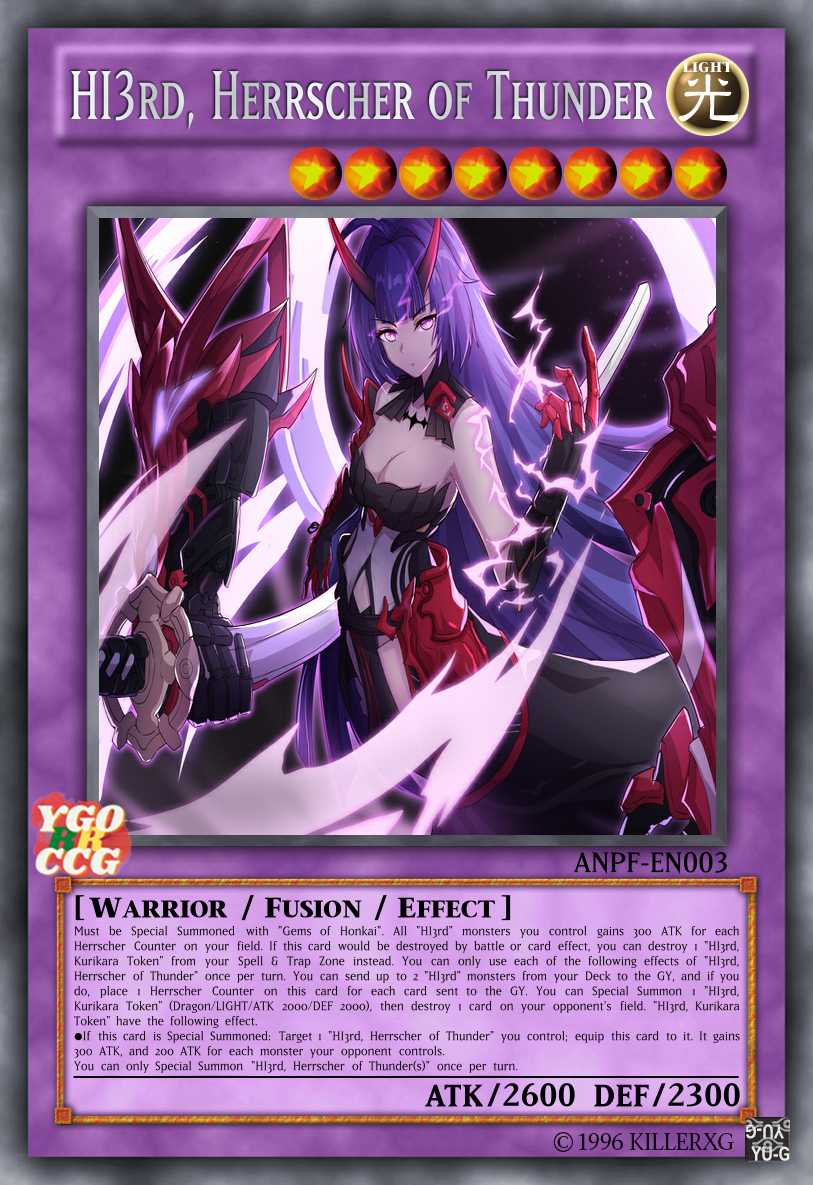 HI3rd, Herrscher of Thunder
LIGHT
光
YGO
RR
CCG
ANPF-EN003
[ Warrior / Fusion / Effect ]
Must be Special Summoned with "Gems of Honkai". All "HI3rd" monsters you control gains 300 ATK for each
Herrscher Counter on your field. If this card would be destroyed by battle or card effect, you can destroy 1 "HI3rd,
Kurikara Token" from your Spell & Trap Zone instead. You can only use each of the following effects of "HI3rd,
Herrscher of Thunder" once per turn. You can send up to 2 "HI3rd" monsters from your Deck to the GY, and if you
do, place 1 Herrscher Counter on this card for each card sent to the GY. You can Special Summon 1 "HI3rd,
Kurikara Token" (Dragon/LIGHT/ATK 2000/DEF 2000), then destroy 1 card on your opponent's field. "HI3rd, Kurikara
Token" have the following effect.
●If this card is Special Summoned: Target 1 "HI3rd, Herrscher of Thunder" you control; equip this card to it. It gains
300 ATK, and 200 ATK for each monster your opponent controls.
You can only Special Summon "HI3rd, Herrscher of Thunder(s)" once per turn.
ATK/2600 DEF/2300
© 1996 KILLERXG
YU-G
YU-G